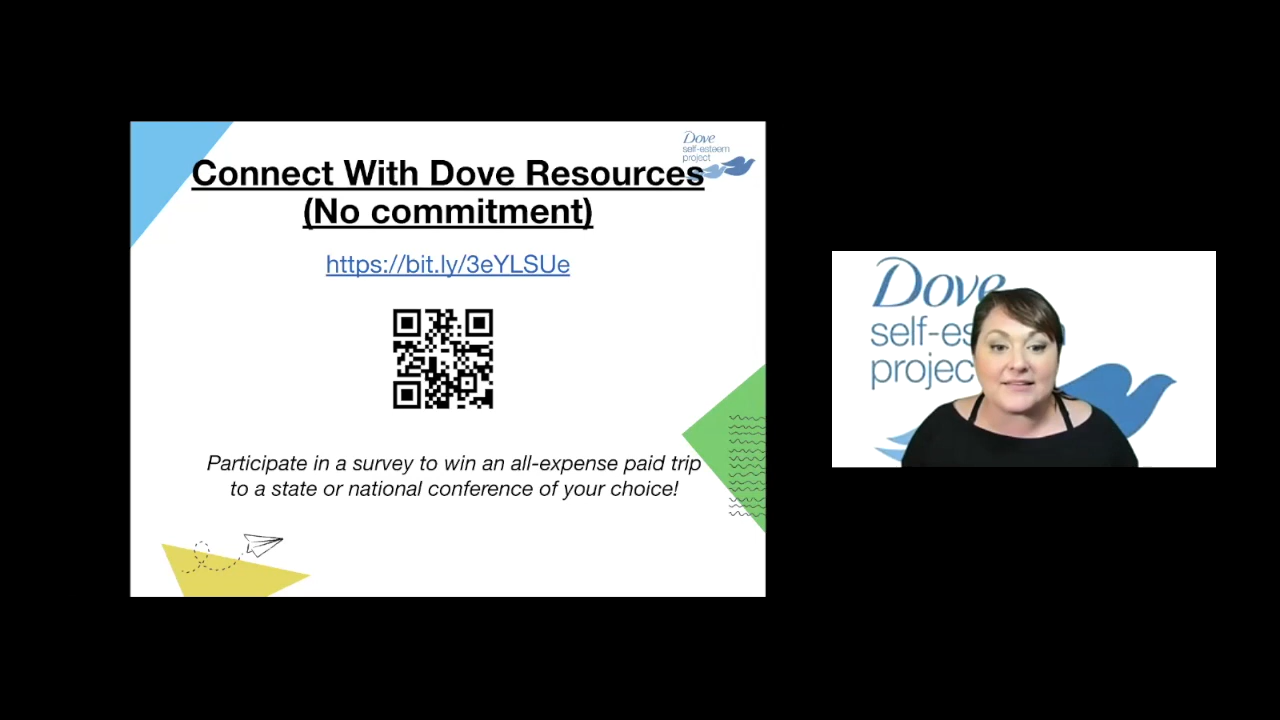 Dove
self-esteem
project
Connect With Dove Resources
(No commitment)
https://bit.ly/3eYLSUe
Participate in a survey to win an all-expense paid trip
to a state or national conference of your choice!
Dove
self-es
projec